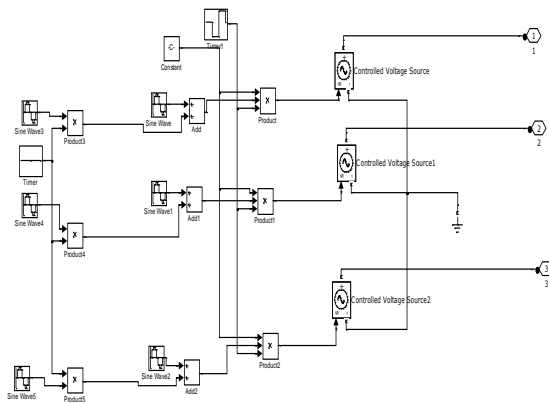 1
1
Timer1
-C-
Constant
Controlled Voltage Source
Sine Wave3
Product3
Sine Wave
Add
Product
2
2
Timer
Controlled Voltage Source1
Sine Wave4
Product4
Sine Wave1
Add1
Product1
3
3
Controlled Voltage Source2
Sine Wave5
Product5
Sine Wave2
Add2
Product2